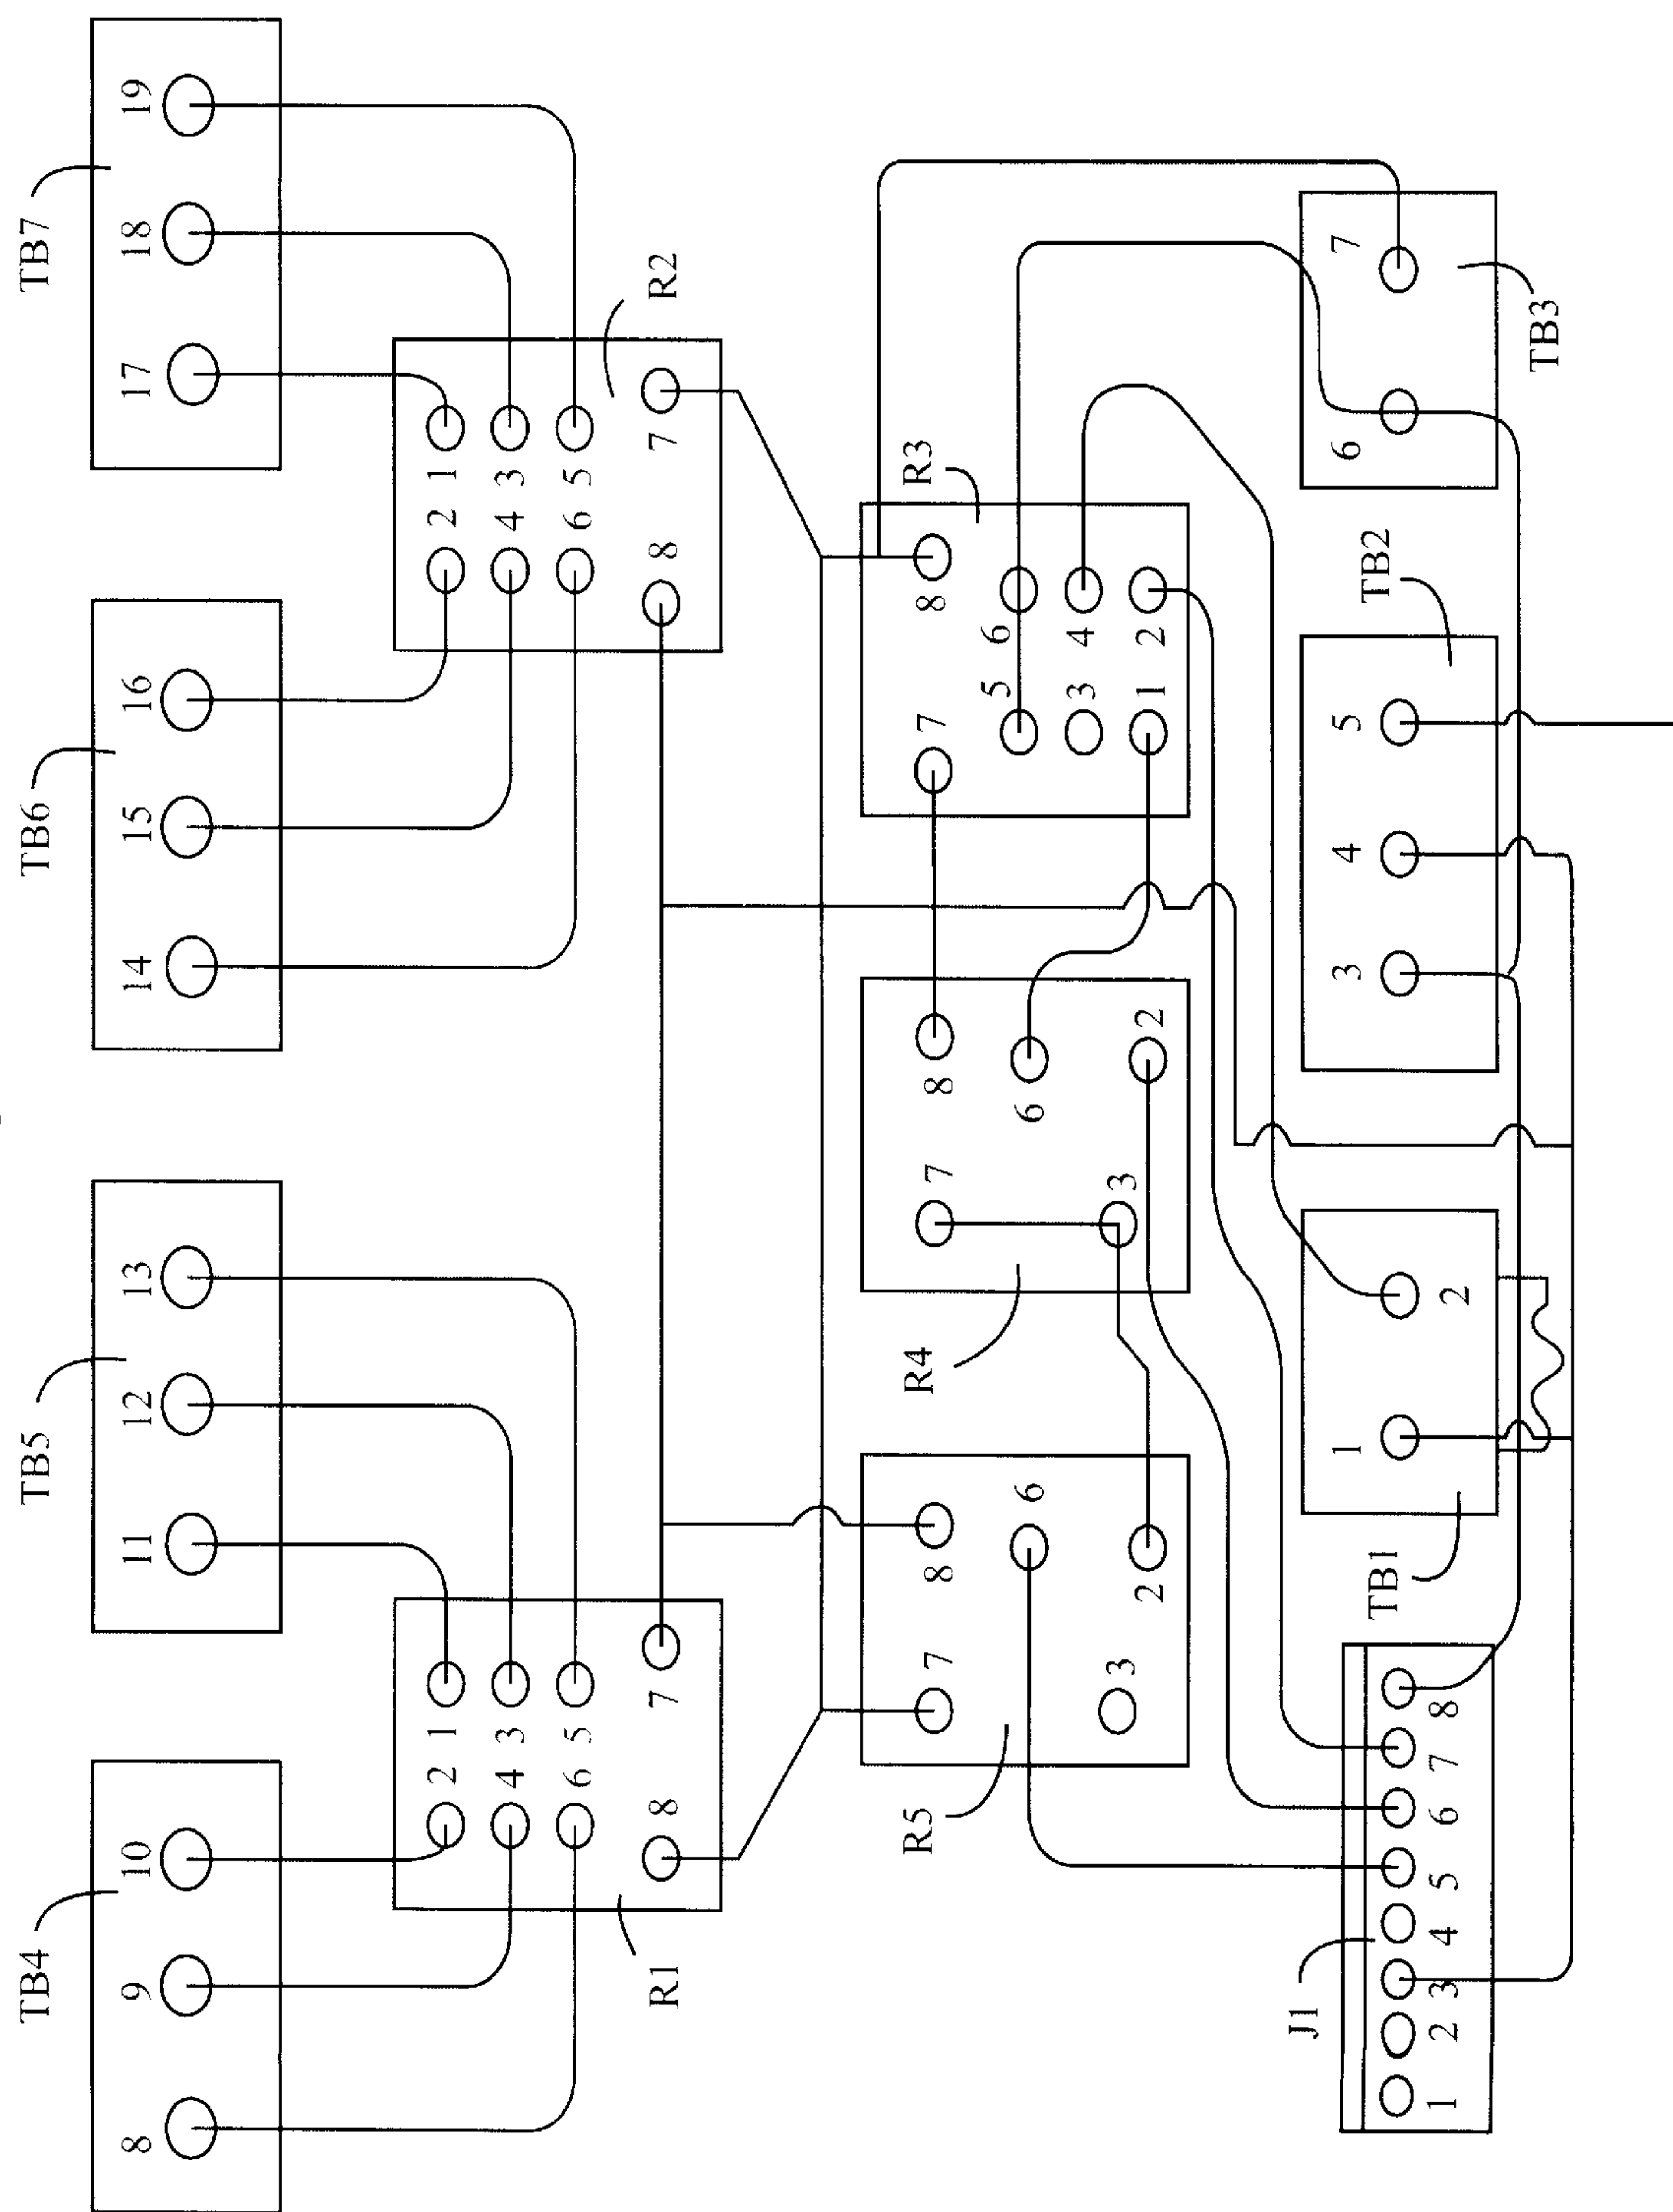 TB4 TB5 TB6 TB7
8 9 10 11 12 13 14 15 16 17 18 19
2 1 2 1
4 3 4 3
6 5 6 5
R1 8 7 8 7 R2
R5 R4 R3
7 8 7 8 7 8
6 6 5 6
3 3 3 4
2 2 1 2
J1
1 3 4 5 6 7
TB1 TB2
1 2 3 4 5 6 7 8 2
TB3